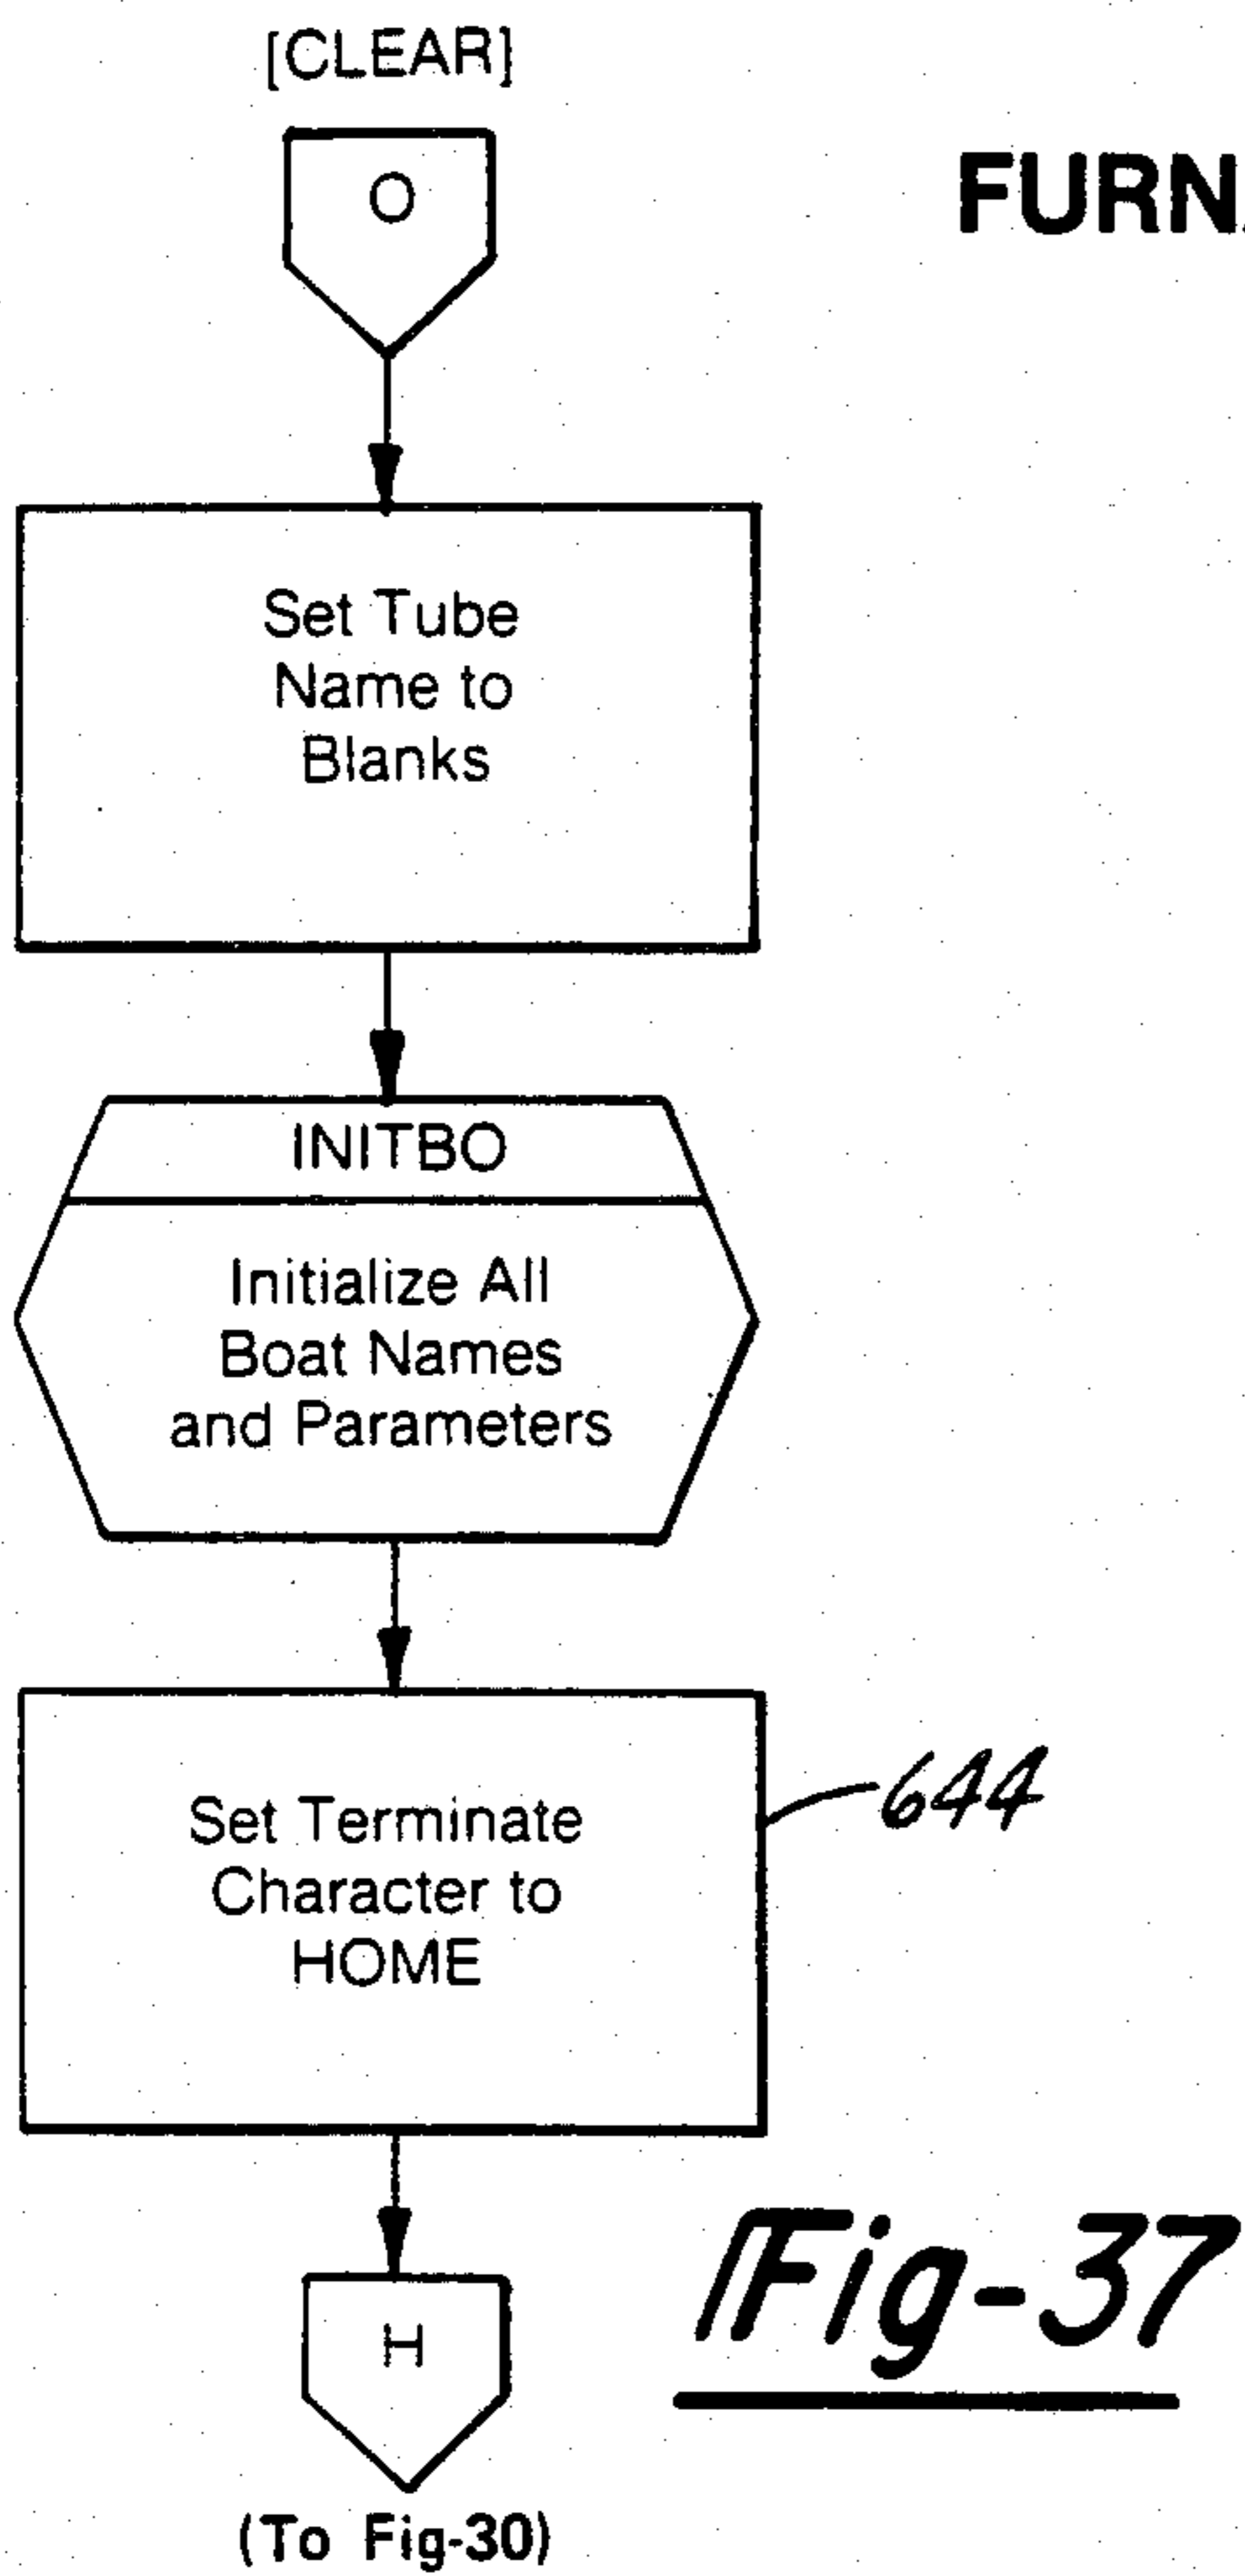 [CLEAR]
O
FURNA
Set Tube
Name to
Blanks
INITBO
Initialize All
Boat Names
and Parameters
Set Terminate
Character to
HOME
644
H
Fig-37
(To Fig-30)